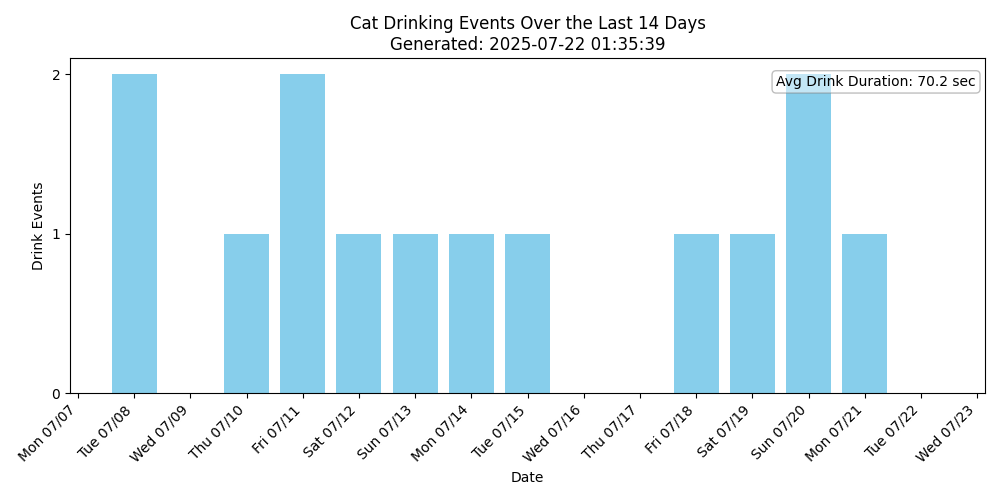 Cat Drinking Events Over the Last 14 Days
Generated: 2025-07-22 01:35:39
Avg Drink Duration: 70.2 sec
Drink Events
2
1
0
Mon 07/07
Tue 07/08
Wed 07/09
Thu 07/10
Fri 07/11
Sat 07/12
Sun 07/13
Mon 07/14
Tue 07/15
Wed 07/16
Thu 07/17
Fri 07/18
Sat 07/19
Sun 07/20
Mon 07/21
Tue 07/22
Wed 07/23
Date